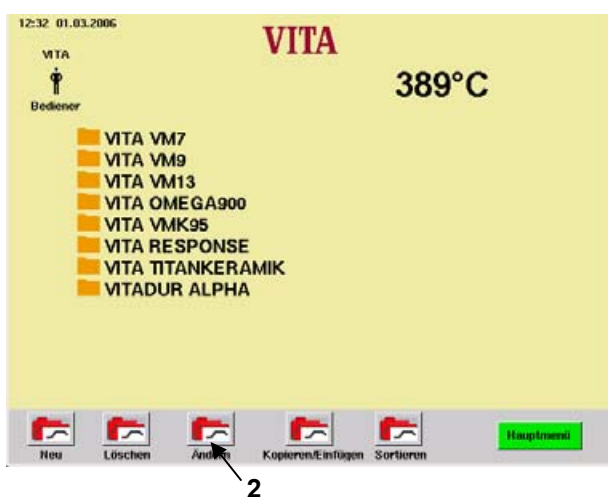 12:32 01.03.2006
VITA
VITA
389°C
Bediener
VITA VM7
VITA VM9
VITA VM13
VITA OMEGA900
VITA VMK95
VITA RESPONSE
VITA TITANKERAMIK
VITADUR ALPHA
Neu Löschen Ändern Kopieren/Einfügen Sortieren Hauptmenü
2